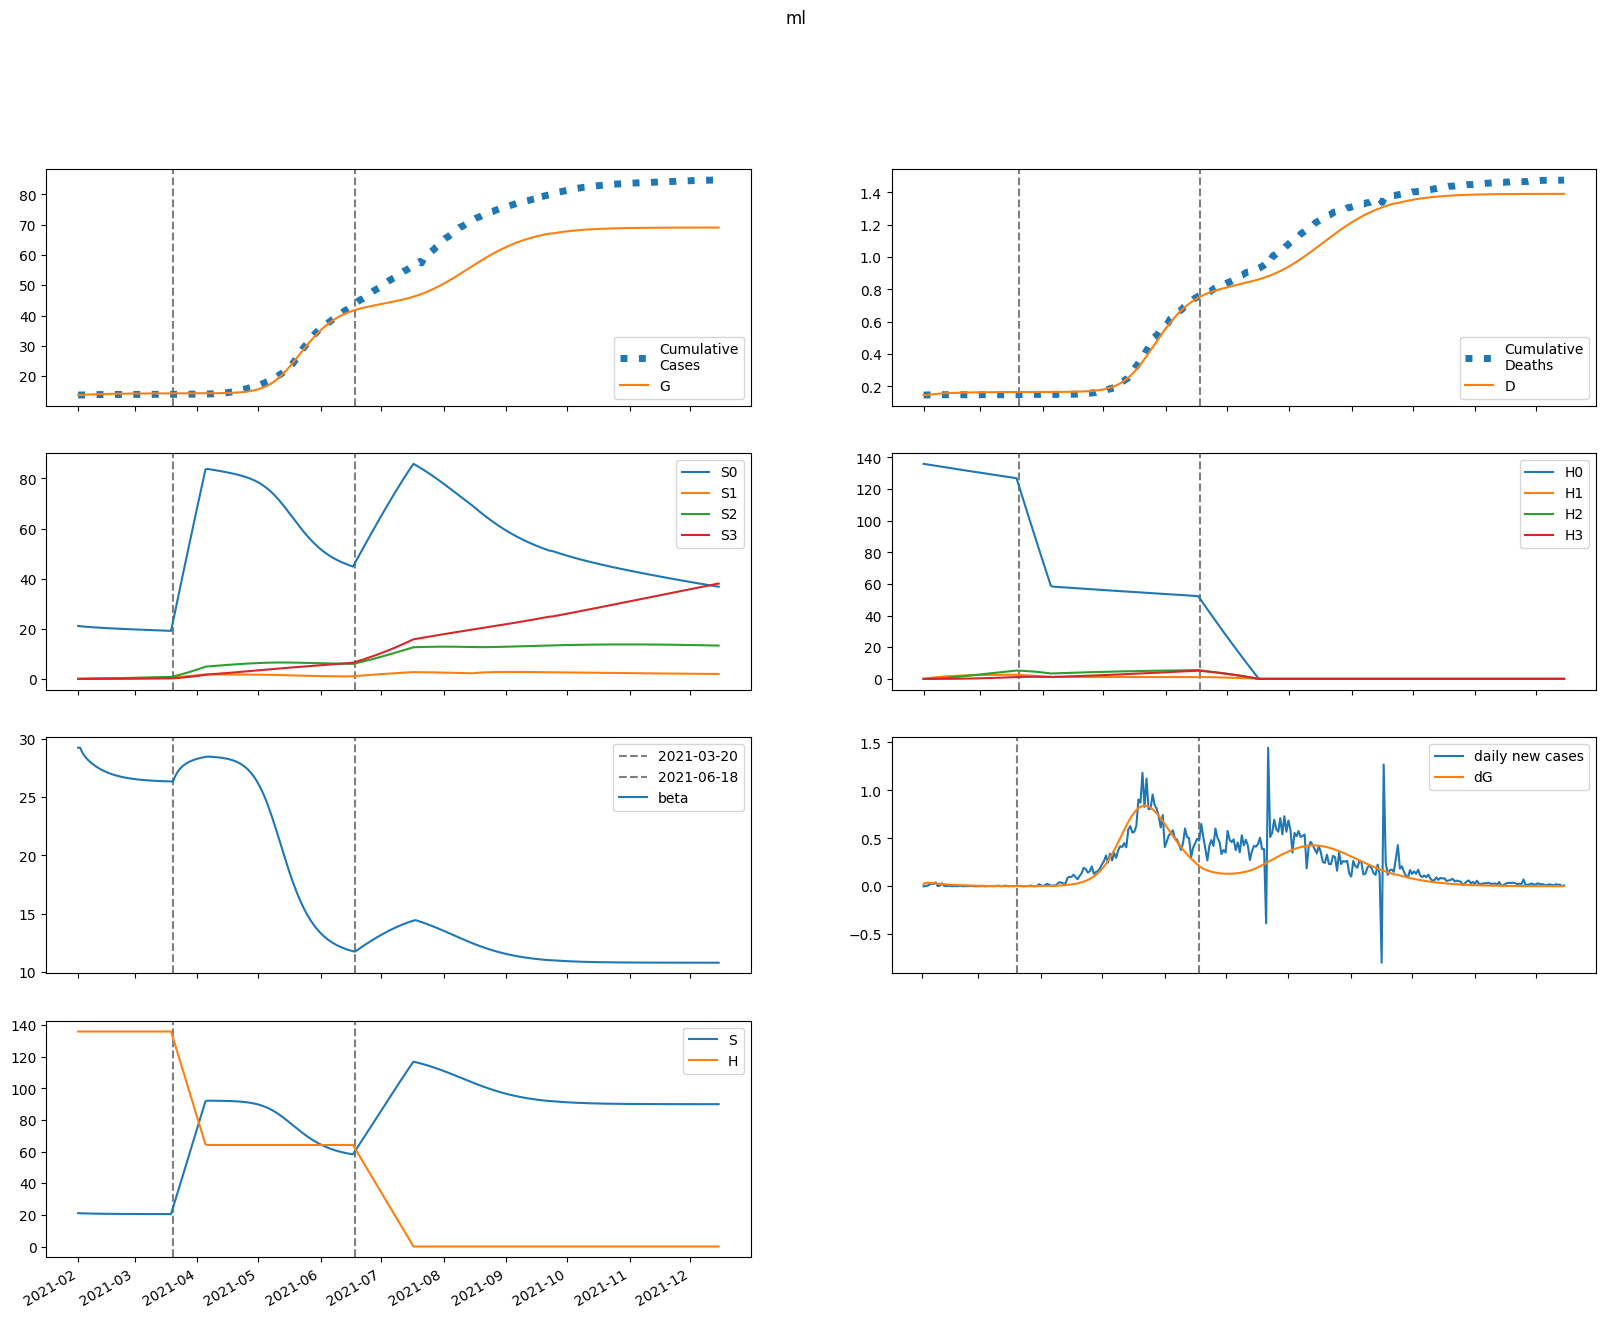 ml
80
70
60
50
40
30
20
Cumulative
Cases
G
1.4
1.2
1.0
0.8
0.6
0.4
0.2
Cumulative
Deaths
D
80
60
40
20
0
S0
S1
S2
S3
140
120
100
80
60
40
20
0
H0
H1
H2
H3
30
25
20
15
10
2021-03-20
2021-06-18
beta
1.5
1.0
0.5
0.0
−0.5
daily new cases
dG
140
120
100
80
60
40
20
0
S
H
2021-02
2021-03
2021-04
2021-05
2021-06
2021-07
2021-08
2021-09
2021-10
2021-11
2021-12